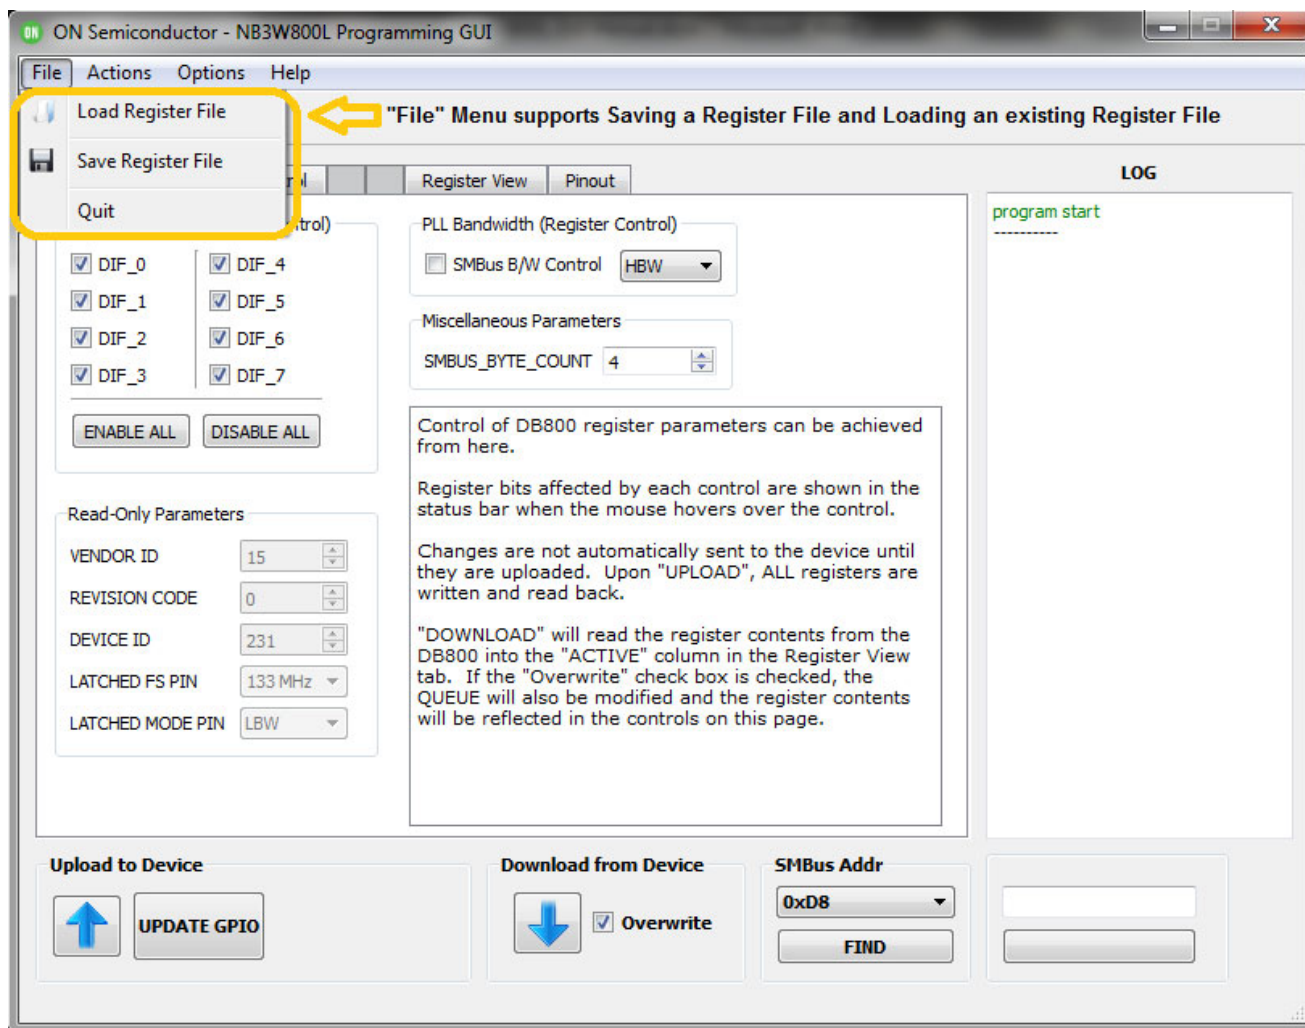 ON Semiconductor - NB3W800L Programming GUI
File Actions Options Help
Load Register File
"File" Menu supports Saving a Register File and Loading an existing Register File
Save Register File
Quit
Register View Pinout
LOG
program start
----------
PLL Bandwidth (Register Control)
DIF_0 DIF_4
SMBus B/W Control HBW
DIF_1 DIF_5
Miscellaneous Parameters
DIF_2 DIF_6
SMBUS_BYTE_COUNT 4
DIF_3 DIF_7
ENABLE ALL DISABLE ALL
Control of DB800 register parameters can be achieved
from here.
Register bits affected by each control are shown in the
status bar when the mouse hovers over the control.
Changes are not automatically sent to the device until
they are uploaded. Upon "UPLOAD", ALL registers are
written and read back.
"DOWNLOAD" will read the register contents from the
DB800 into the "ACTIVE" column in the Register View
tab. If the "Overwrite" check box is checked, the
QUEUE will also be modified and the register contents
will be reflected in the controls on this page.
Read-Only Parameters
VENDOR ID 15
REVISION CODE 0
DEVICE ID 231
LATCHED FS PIN 133 MHz
LATCHED MODE PIN LBW
Upload to Device
UPDATE GPIO
Download from Device
Overwrite
SMBus Addr
0xD8
FIND